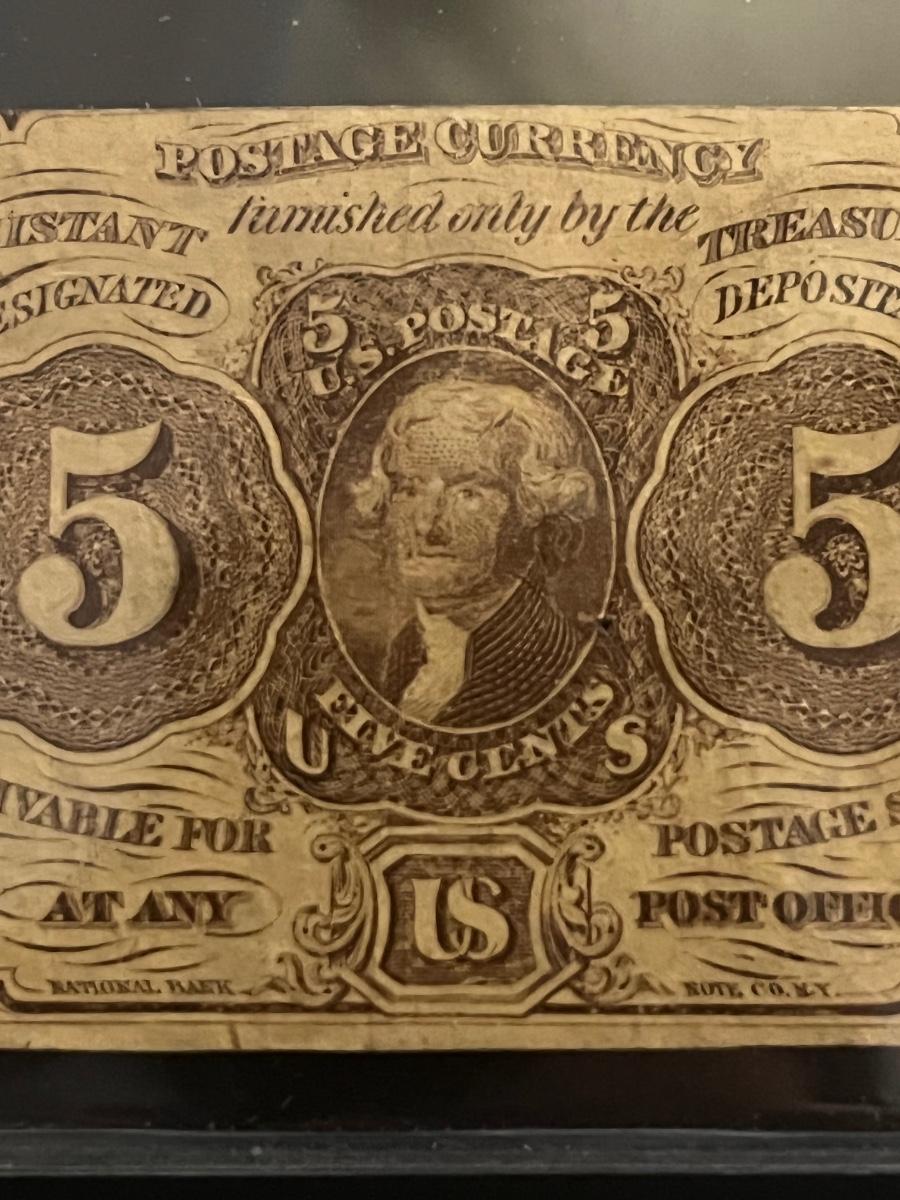 POSTAGE CURRENCY
furnished only by the
ISTANT TREASU
ESIGNATED DEPOSITA
5 5
U.S. POSTAGE
5 5
FIVE CENTS
U S
IVABLE FOR POSTAGE S
AT ANY POST OFFIC
US
NATIONAL BANK NOTE CO. N.Y.